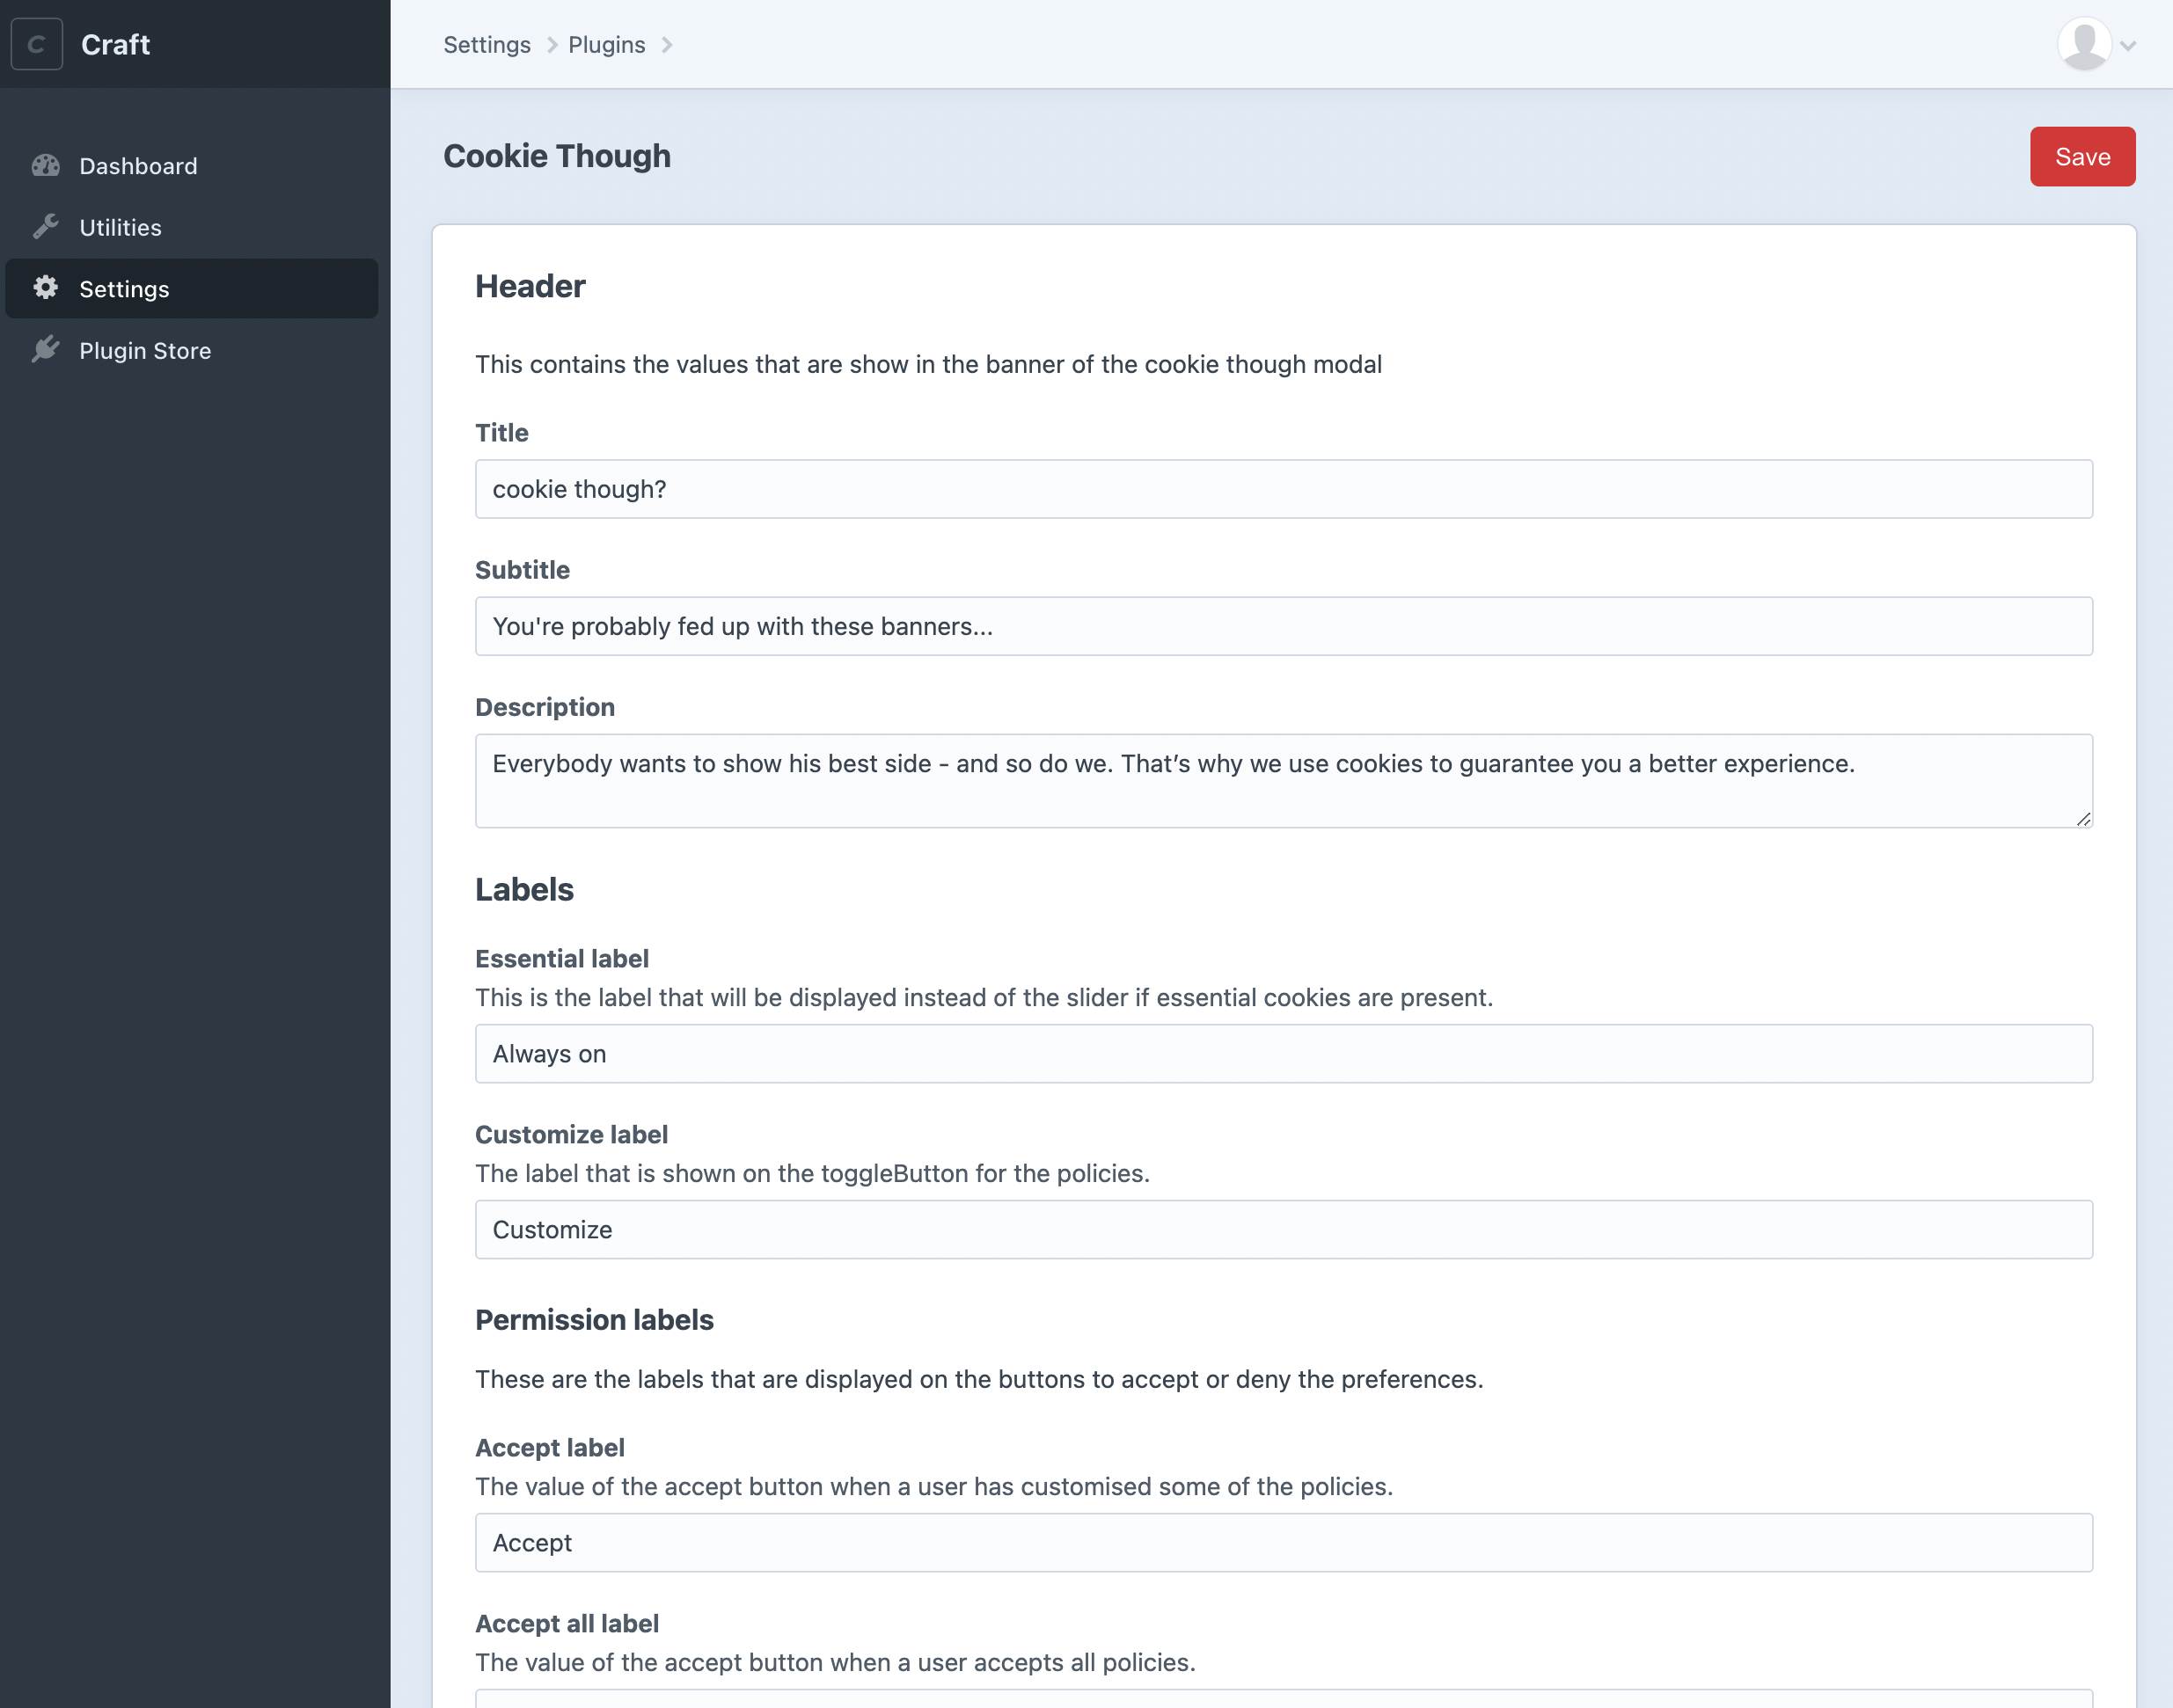 C Craft
Settings Plugins
Dashboard
Utilities
Settings
Plugin Store
Cookie Though
Save
Header
This contains the values that are show in the banner of the cookie though modal
Title
cookie though?
Subtitle
You're probably fed up with these banners...
Description
Everybody wants to show his best side - and so do we. That’s why we use cookies to guarantee you a better experience.
Labels
Essential label
This is the label that will be displayed instead of the slider if essential cookies are present.
Always on
Customize label
The label that is shown on the toggleButton for the policies.
Customize
Permission labels
These are the labels that are displayed on the buttons to accept or deny the preferences.
Accept label
The value of the accept button when a user has customised some of the policies.
Accept
Accept all label
The value of the accept button when a user accepts all policies.